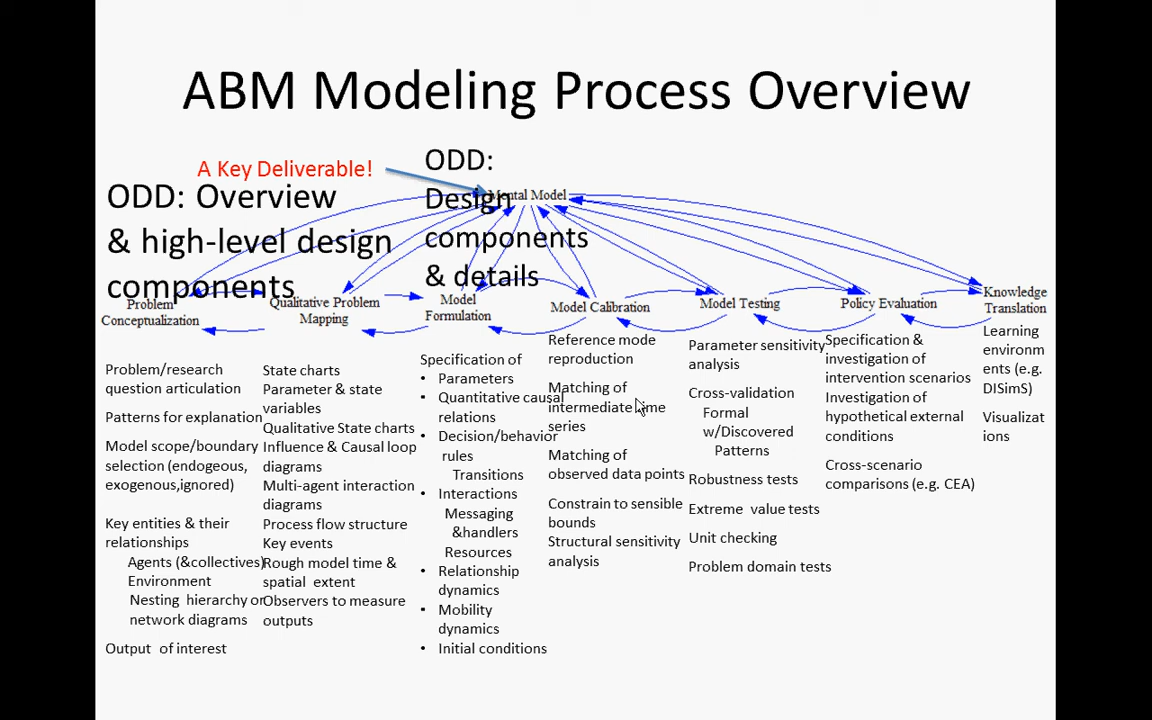 ABM Modeling Process Overview
A Key Deliverable!
ODD: Overview
& high-level design
components
ODD:
Design
components
& details
Mental Model
Problem
Conceptualization
Qualitative Problem
Mapping
Model
Formulation
Model Calibration
Model Testing
Policy Evaluation
Knowledge
Translation
Problem/research
question articulation
Patterns for explanation
Model scope/boundary
selection (endogeous,
exogenous,ignored)
Key entities & their
relationships
Agents (&collectives)
Environment
Nesting hierarchy or
network diagrams
Output of interest
State charts
Parameter & state
variables
Qualitative State charts
Influence & Causal loop
diagrams
Multi-agent interaction
diagrams
Process flow structure
Key events
Rough model time &
spatial extent
Observers to measure
outputs
Specification of
• Parameters
• Quantitative causal
relations
• Decision/behavior
rules
Transitions
• Interactions
Messaging
&handlers
Resources
• Relationship
dynamics
• Mobility
dynamics
• Initial conditions
Reference mode
reproduction
Matching of
intermediate time
series
Matching of
observed data points
Constrain to sensible
bounds
Structural sensitivity
analysis
Parameter sensitivity
analysis
Cross-validation
Formal
w/Discovered
Patterns
Robustness tests
Extreme value tests
Unit checking
Problem domain tests
Specification &
investigation of
intervention scenarios
Investigation of
hypothetical external
conditions
Cross-scenario
comparisons (e.g. CEA)
Learning
environm
ents (e.g.
DISimS)
Visualizat
ions